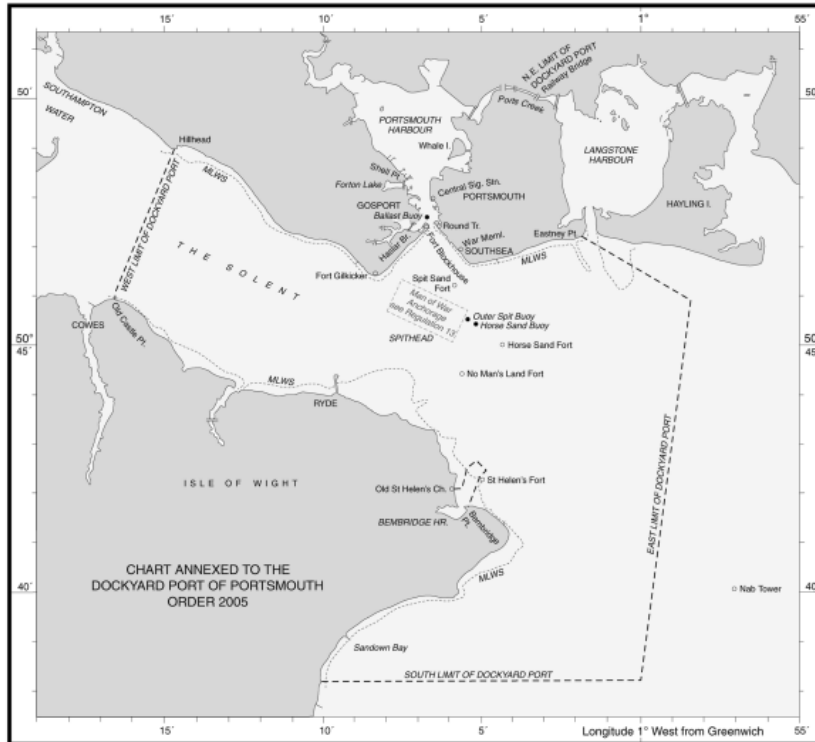 15'
10'
5'
1°
55'
50'
50'
SOUTHAMPTON
WATER
Hillhead
MLWS
WEST LIMIT OF DOCKYARD PORT
THE SOLENT
PORTSMOUTH
HARBOUR
Whale I.
Shell Pr.
Forton Lake
GOSPORT
Ballast Buoy
Haslar Br.
Fort Gilkicker
Central Sig. Stn.
PORTSMOUTH
Round Tr.
War Meml.
SOUTHSEA
Fort Blockhouse
N.E. LIMIT OF
DOCKYARD PORT
Railway Bridge
Ports Creek
LANGSTONE
HARBOUR
HAYLING I.
Eastney Pt.
MLWS
Spit Sand
Fort
Man of War
Anchorage
see Regulation 13
Outer Spit Buoy
Horse Sand Buoy
SPITHEAD
Horse Sand Fort
No Man's Land Fort
COWES
Old Castle Pt.
50°
45'
50°
45'
MLWS
RYDE
ISLE OF WIGHT
Old St Helen's Ch.
St Helen's Fort
BEMBRIDGE HR.
Bembridge
Pt.
EAST LIMIT OF DOCKYARD PORT
MLWS
Nab Tower
CHART ANNEXED TO THE
DOCKYARD PORT OF PORTSMOUTH
ORDER 2005
40'
40'
Sandown Bay
SOUTH LIMIT OF DOCKYARD PORT
Longitude 1° West from Greenwich
15'
10'
5'
55'